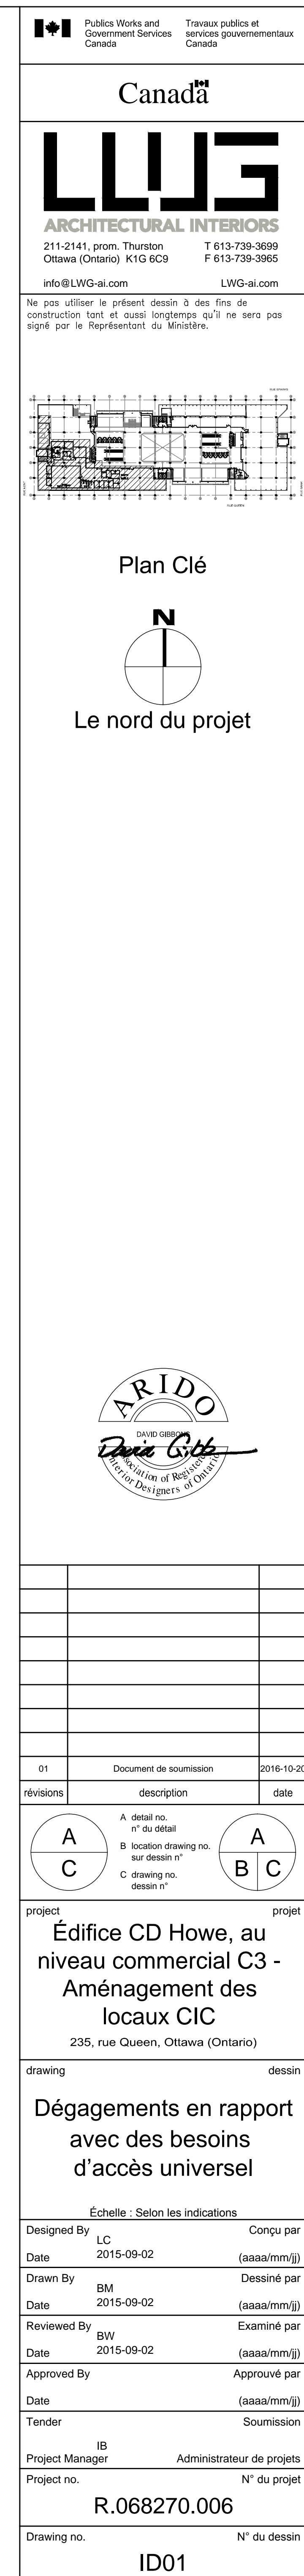 Publics Works and
Government Services
Canada
Travaux publics et
services gouvernementaux
Canada
Canada
LWG
ARCHITECTURAL INTERIORS
211-2141, prom. Thurston
Ottawa (Ontario) K1G 6C9
T 613-739-3699
F 613-739-3965
info@LWG-ai.com
LWG-ai.com
Ne pas utiliser le présent dessin à des fins de
construction tant et aussi longtemps qu'il ne sera pas
signé par le Représentant du Ministère.
Plan Clé
N
Le nord du projet
ARIDO
DAVID GIBBONS
Association of Registered
Interior Designers of Ontario
01 Document de soumission 2016-10-20
révisions description date
A
C
A detail no.
n° du détail
B location drawing no.
sur dessin n°
C drawing no.
dessin n°
A
B C
project projet
Édifice CD Howe, au
niveau commercial C3 -
Aménagement des
locaux CIC
235, rue Queen, Ottawa (Ontario)
drawing dessin
Dégagements en rapport
avec des besoins
d'accès universel
Échelle : Selon les indications
Designed By Conçu par
LC
Date 2015-09-02 (aaaa/mm/jj)
Drawn By Dessiné par
BM
Date 2015-09-02 (aaaa/mm/jj)
Reviewed By Examiné par
BW
Date 2015-09-02 (aaaa/mm/jj)
Approved By Approuvé par
Date (aaaa/mm/jj)
Tender Soumission
IB
Project Manager Administrateur de projets
Project no. N° du projet
R.068270.006
Drawing no. N° du dessin
ID01